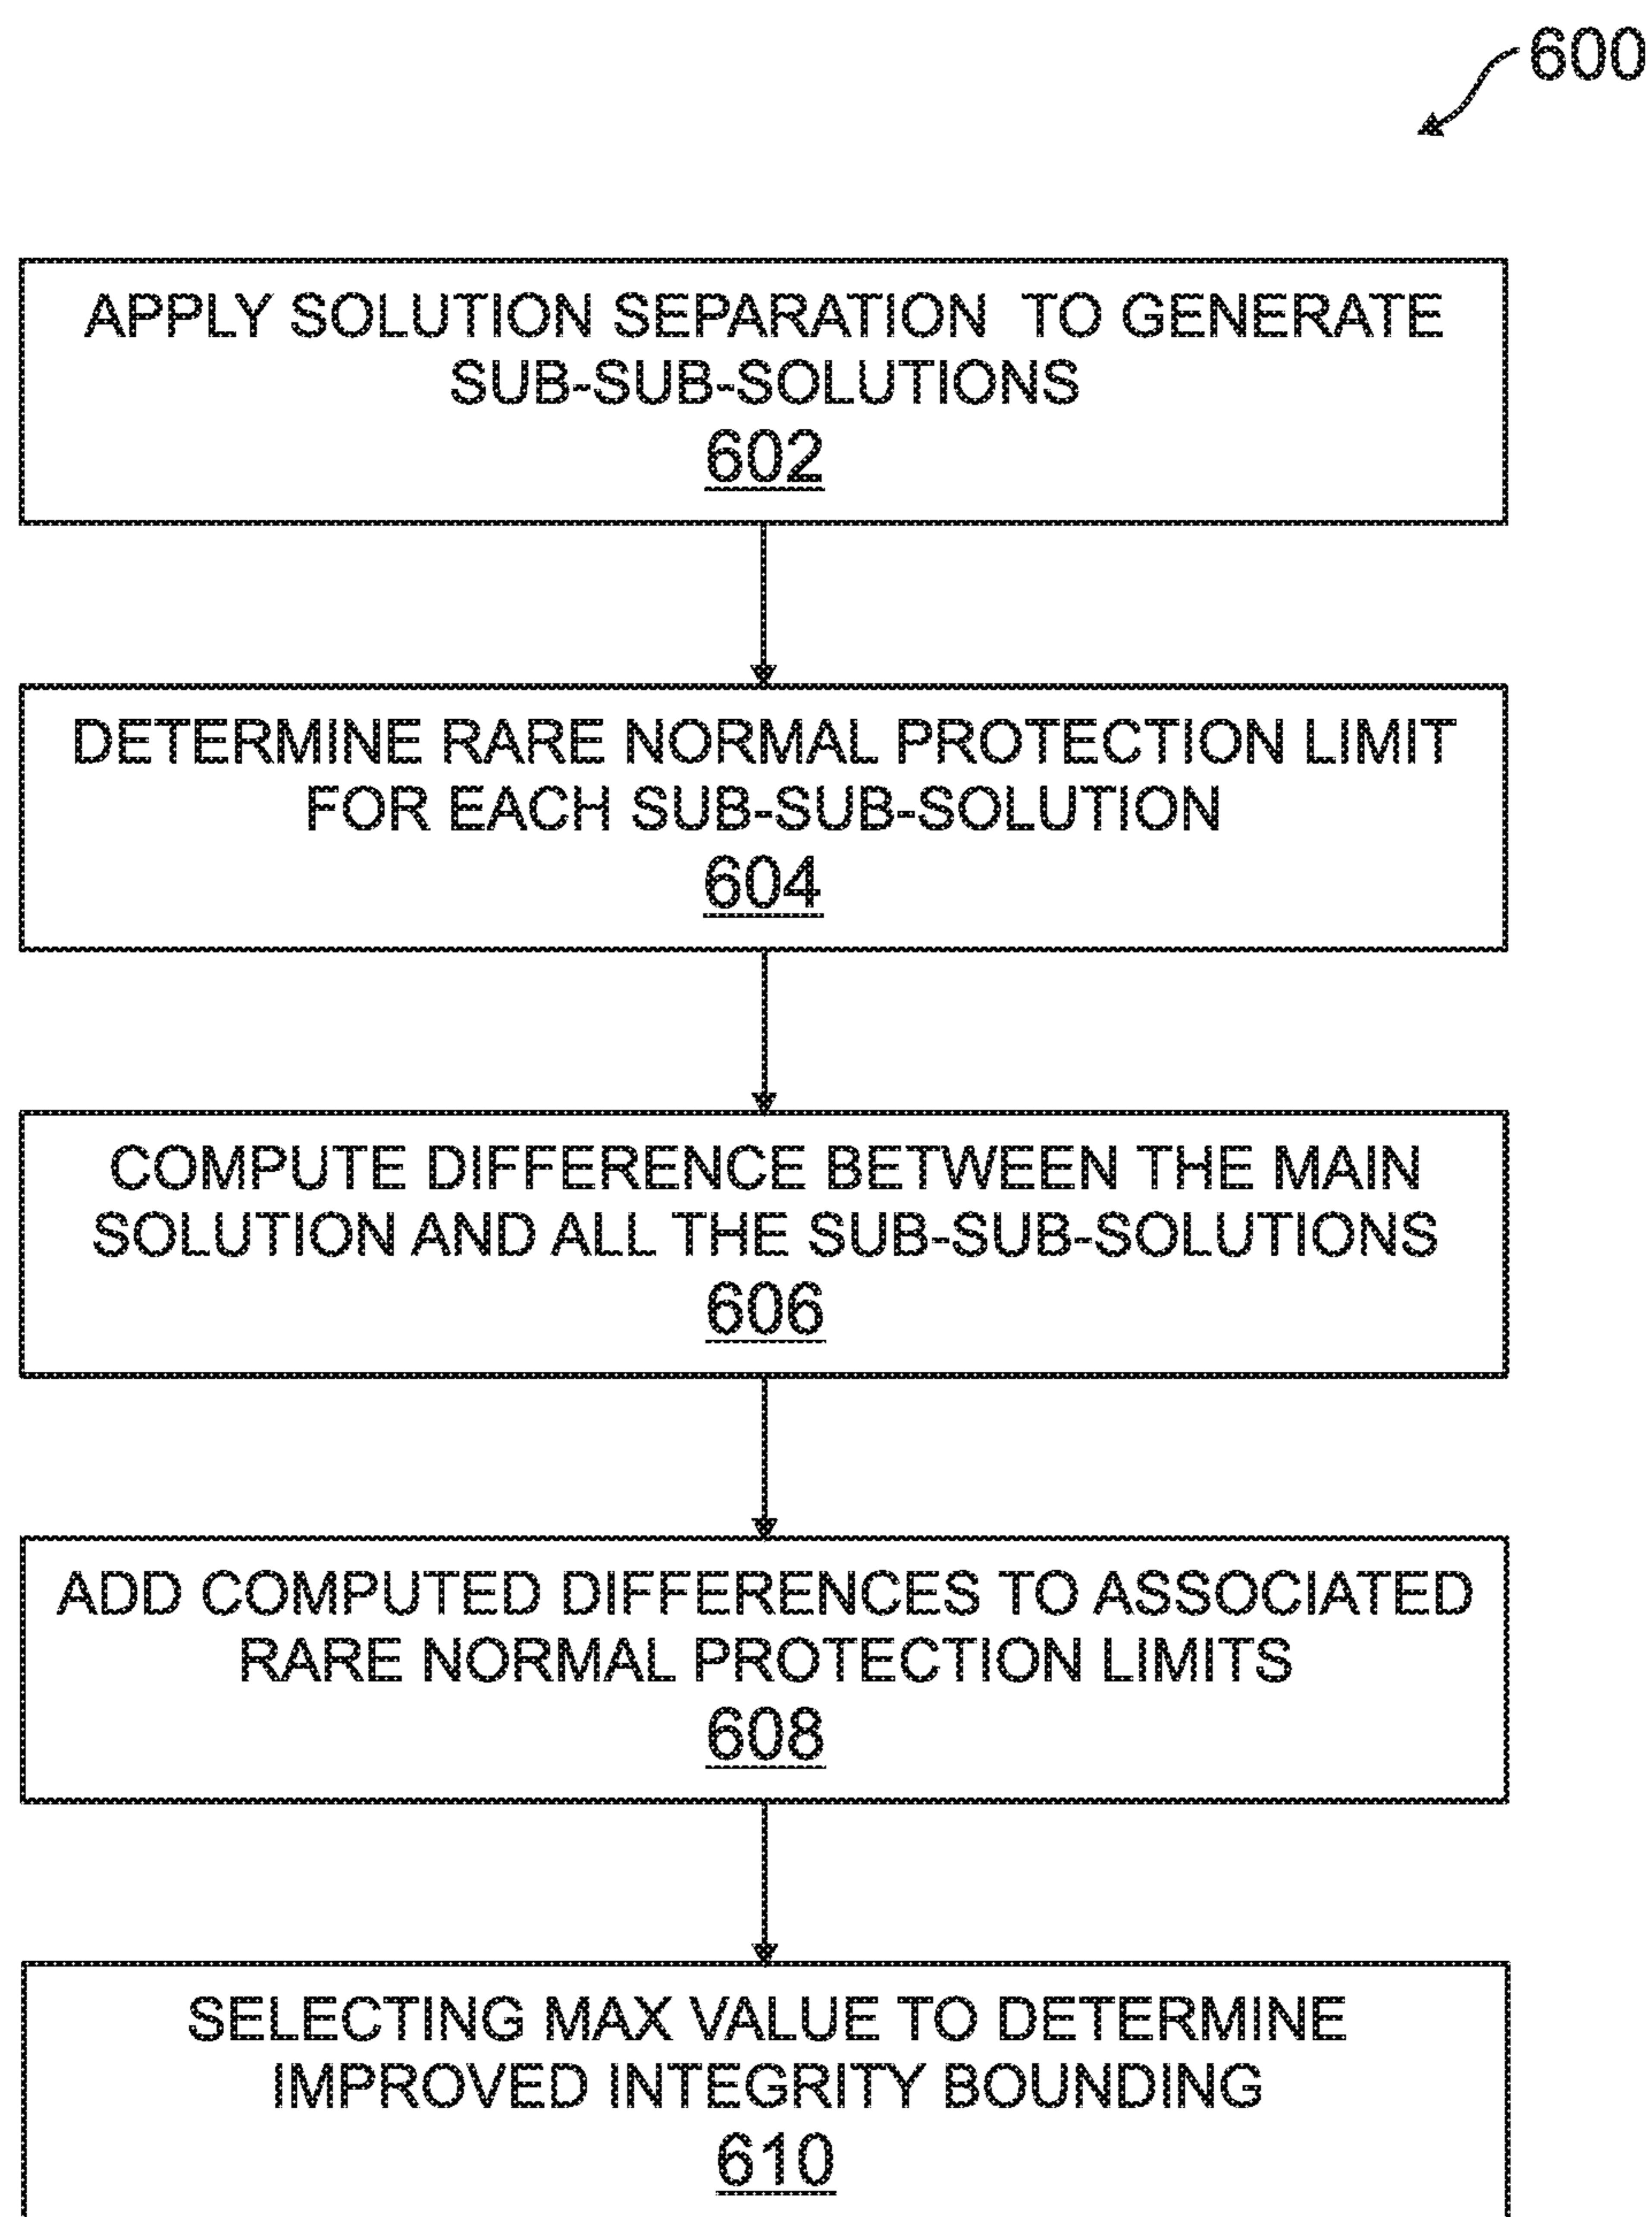 600
APPLY SOLUTION SEPARATION TO GENERATE
SUB-SUB-SOLUTIONS
602
DETERMINE RARE NORMAL PROTECTION LIMIT
FOR EACH SUB-SUB-SOLUTION
604
COMPUTE DIFFERENCE BETWEEN THE MAIN
SOLUTION AND ALL THE SUB-SUB-SOLUTIONS
606
ADD COMPUTED DIFFERENCES TO ASSOCIATED
RARE NORMAL PROTECTION LIMITS
608
SELECTING MAX VALUE TO DETERMINE
IMPROVED INTEGRITY BOUNDING
610